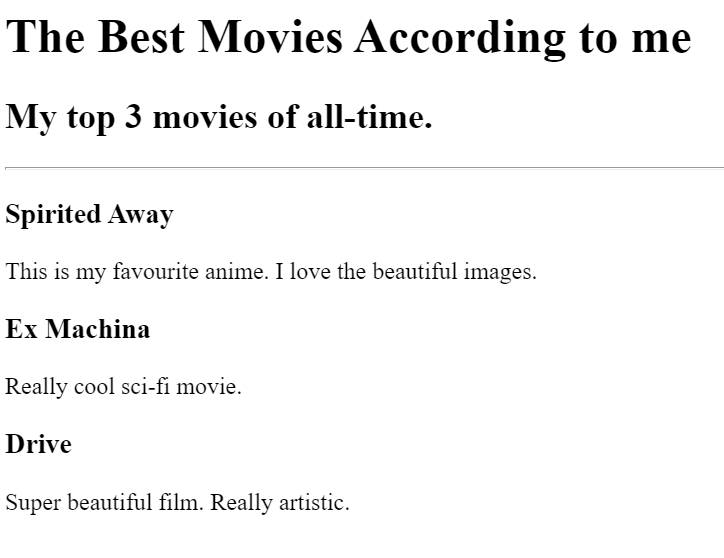 The Best Movies According to me
My top 3 movies of all-time.
Spirited Away
This is my favourite anime. I love the beautiful images.
Ex Machina
Really cool sci-fi movie.
Drive
Super beautiful film. Really artistic.